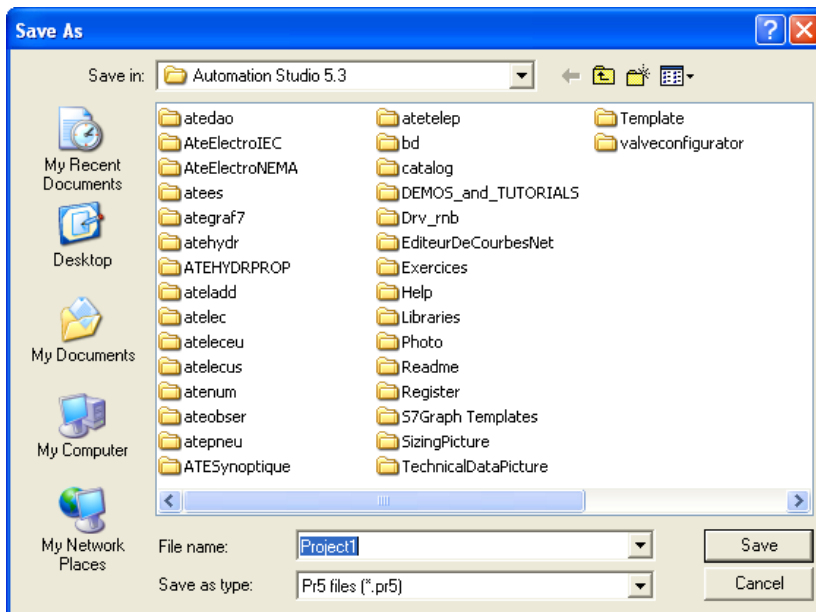 Save As
Save in:
Automation Studio 5.3
My Recent
Documents
Desktop
My Documents
My Computer
My Network
Places
atedao
AteElectroIEC
AteElectroNEMA
atees
ategraf7
atehydr
ATEHYDRPROP
ateladd
atelec
ateleceu
atelecus
atenum
ateobser
atepneu
ATESynoptique
atetelep
bd
catalog
DEMOS_and_TUTORIALS
Drv_rnb
EditeurDeCourbesNet
Exercices
Help
Libraries
Photo
Readme
Register
S7Graph Templates
SizingPicture
TechnicalDataPicture
Template
valveconfigurator
File name:
Project1
Save
Save as type:
Pr5 files (*.pr5)
Cancel